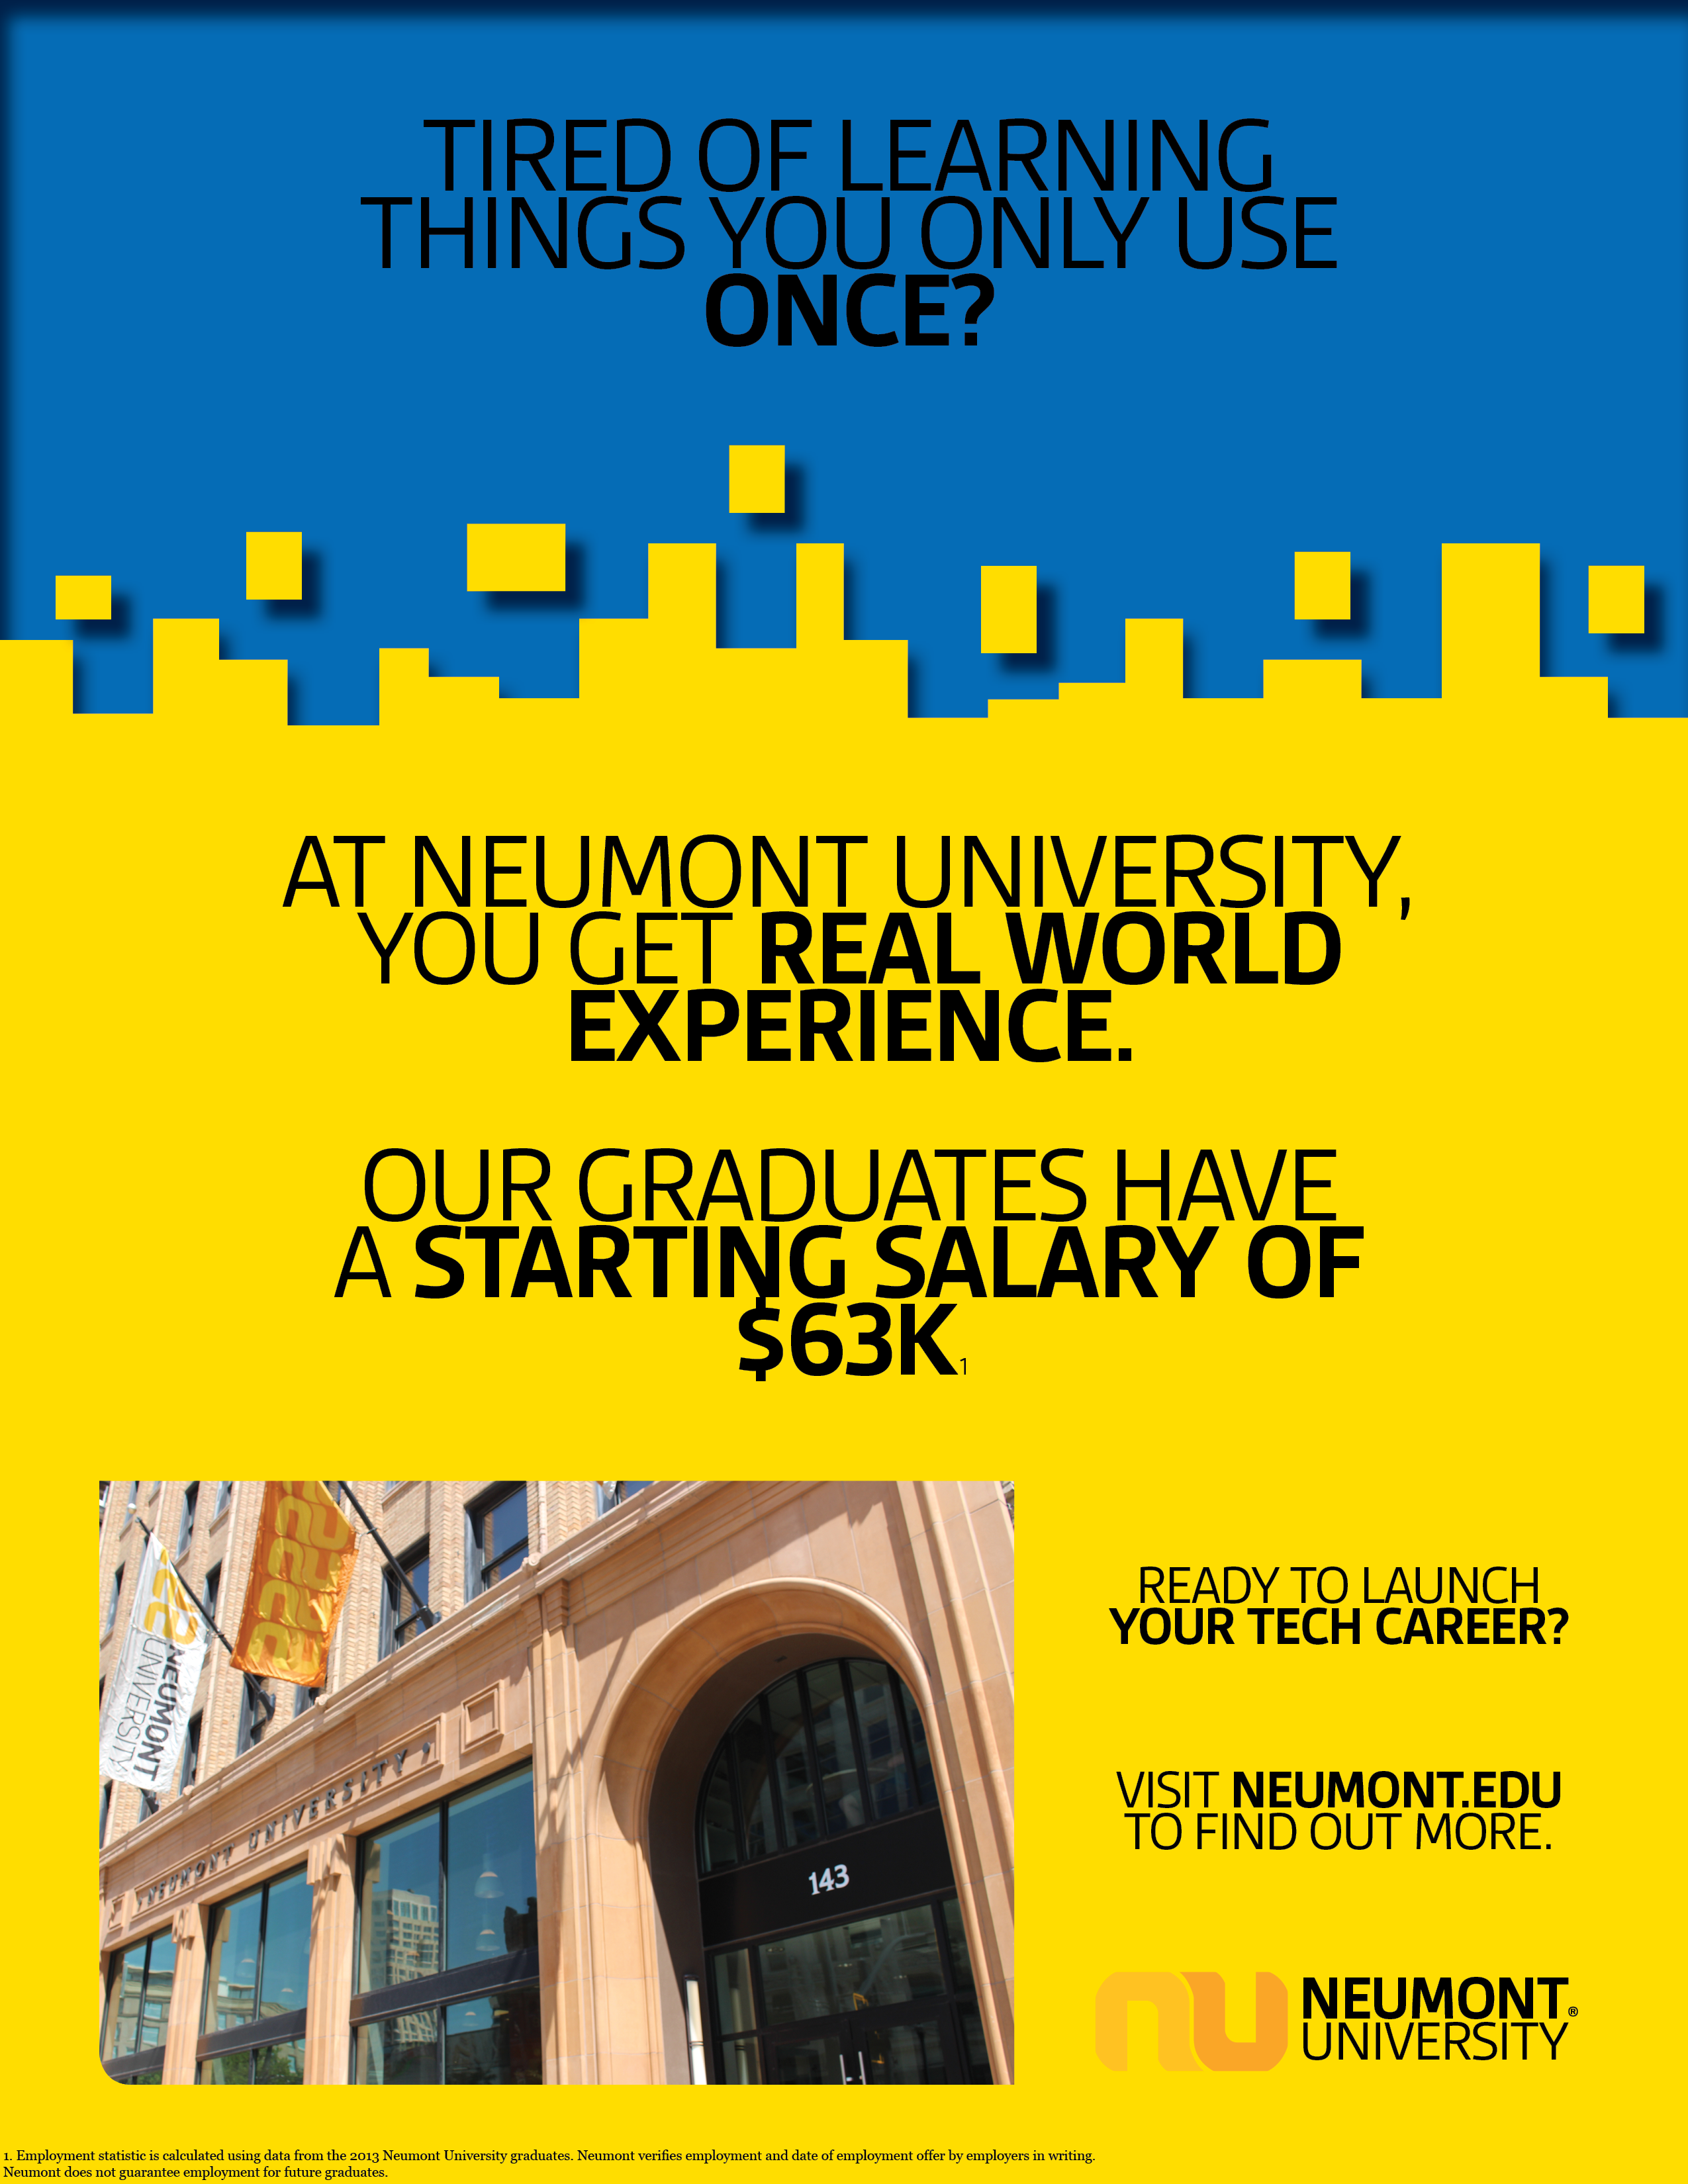 TIRED OF LEARNING
THINGS YOU ONLY USE
ONCE?
AT NEUMONT UNIVERSITY,
YOU GET REAL WORLD
EXPERIENCE.
OUR GRADUATES HAVE
A STARTING SALARY OF
$63K1
NEUMONT
UNIVERSITY
NEUMONT UNIVERSITY
143
READY TO LAUNCH
YOUR TECH CAREER?
VISIT NEUMONT.EDU
TO FIND OUT MORE.
nu NEUMONT®
UNIVERSITY
1. Employment statistic is calculated using data from the 2013 Neumont University graduates. Neumont verifies employment and date of employment offer by employers in writing.
Neumont does not guarantee employment for future graduates.